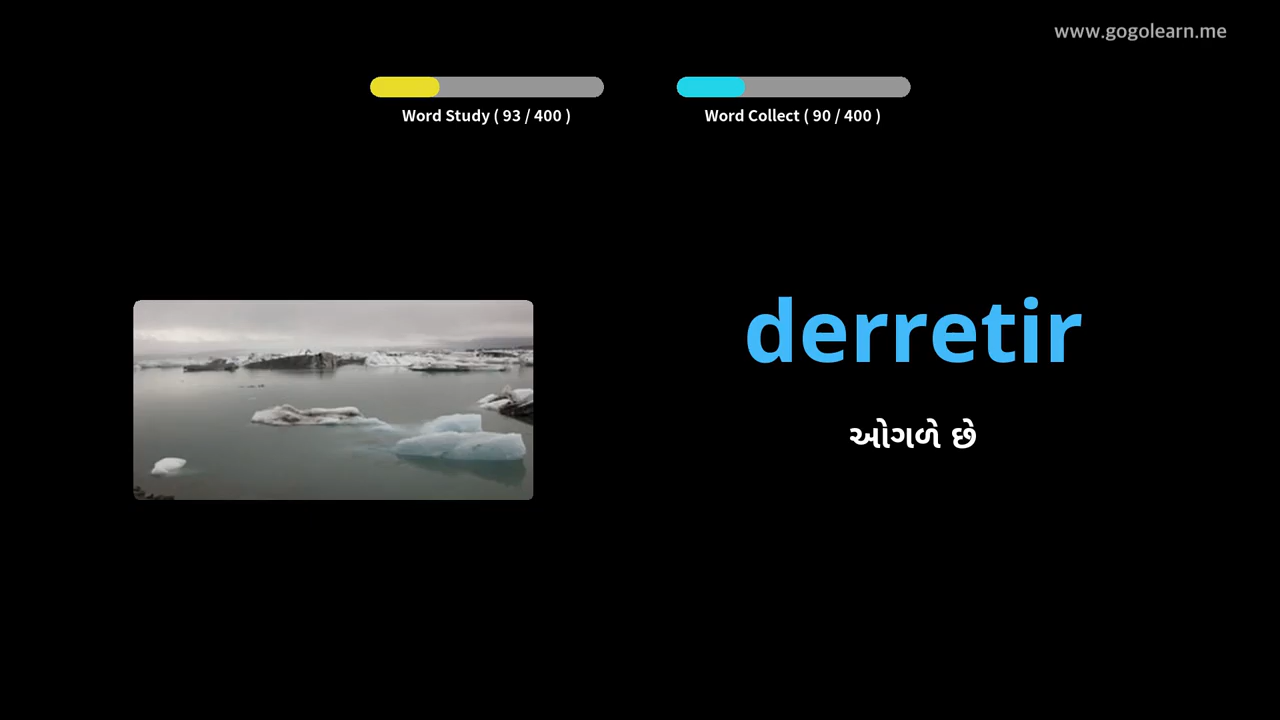 www.gogolearn.me
Word Study ( 93 / 400 )
Word Collect ( 90 / 400 )
derretir
ઓગળે છે